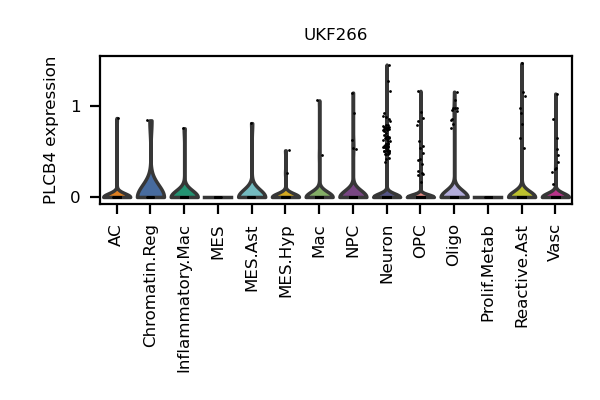 UKF266
PLCB4 expression
1
0
AC
Chromatin.Reg
Inflammatory.Mac
MES
MES.Ast
MES.Hyp
Mac
NPC
Neuron
OPC
Oligo
Prolif.Metab
Reactive.Ast
Vasc